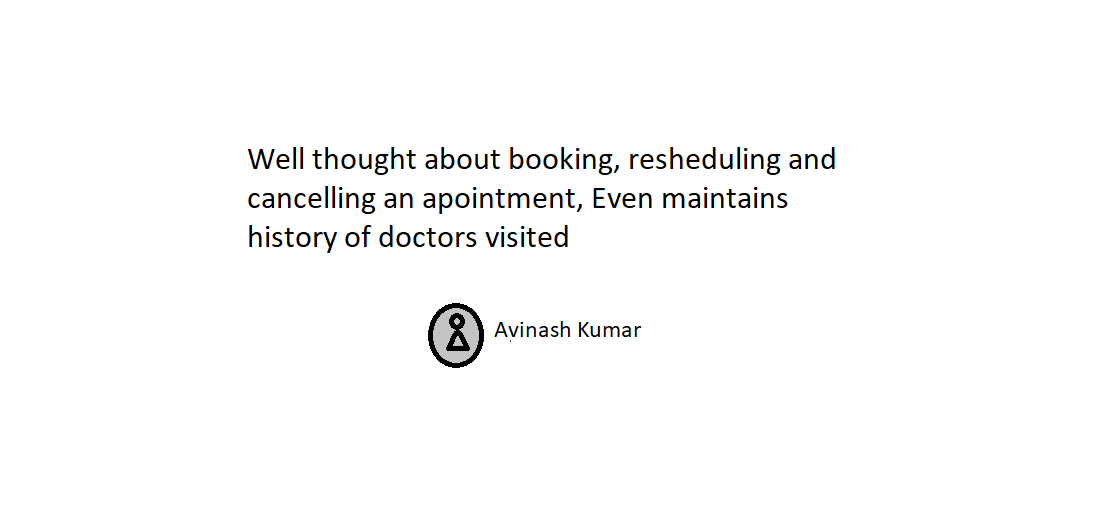 Well thought about booking, resheduling and
cancelling an apointment, Even maintains
history of doctors visited
Avinash Kumar